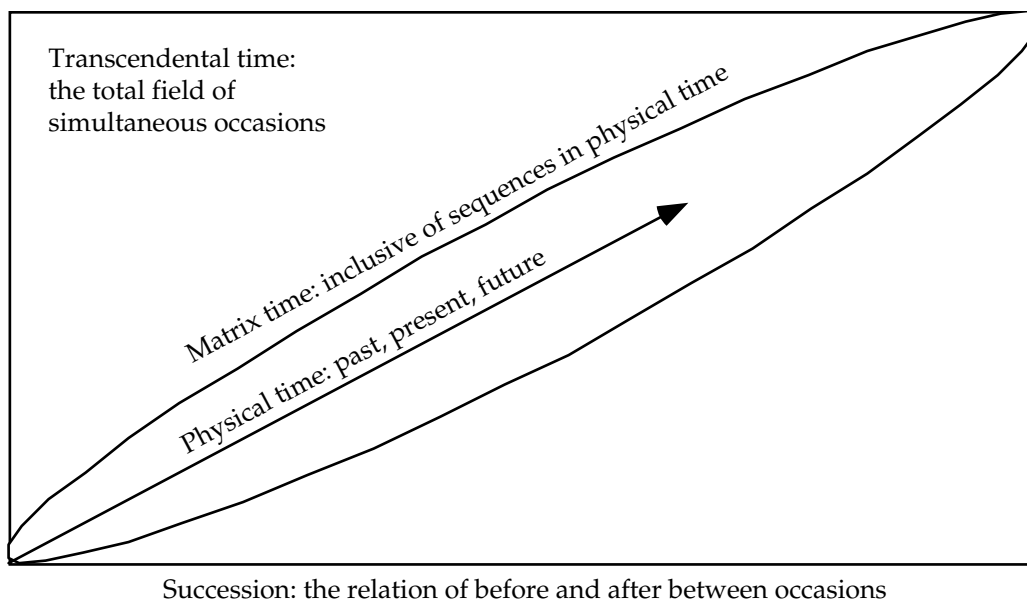 Transcendental time:
the total field of
simultaneous occasions
Matrix time: inclusive of sequences in physical time
Physical time: past, present, future
Succession: the relation of before and after between occasions